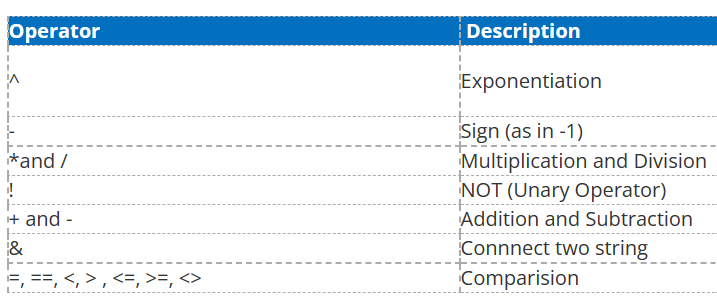 Operator Description
^ Exponentiation
- Sign (as in -1)
*and / Multiplication and Division
! NOT (Unary Operator)
+ and - Addition and Subtraction
& Connnect two string
=, ==, <, > , <=, >=, <> Comparision